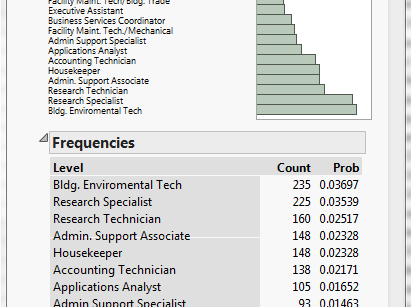 Facility Maint. Tech/Bldg. Trade
Executive Assistant
Business Services Coordinator
Facility Maint. Tech./Mechanical
Admin Support Specialist
Applications Analyst
Accounting Technician
Housekeeper
Admin. Support Associate
Research Technician
Research Specialist
Bldg. Enviromental Tech
Frequencies
Level Count Prob
Bldg. Enviromental Tech 235 0.03697
Research Specialist 225 0.03539
Research Technician 160 0.02517
Admin. Support Associate 148 0.02328
Housekeeper 148 0.02328
Accounting Technician 138 0.02171
Applications Analyst 105 0.01652
Admin Support Specialist 93 0.01463